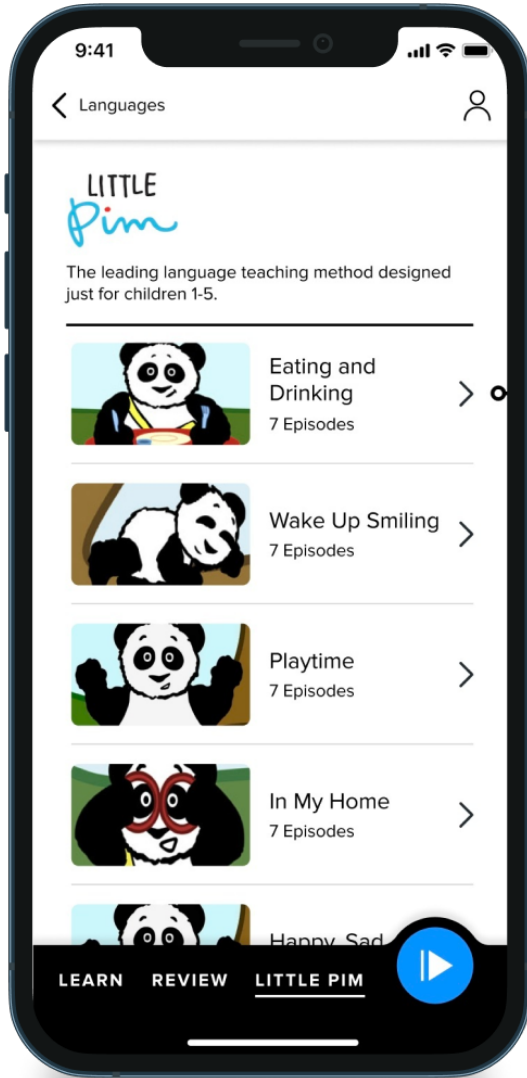 9:41
Languages
LITTLE
Pim
The leading language teaching method designed
just for children 1-5.
Eating and
Drinking
7 Episodes
Wake Up Smiling
7 Episodes
Playtime
7 Episodes
In My Home
7 Episodes
Happy, Sad
LEARN REVIEW LITTLE PIM